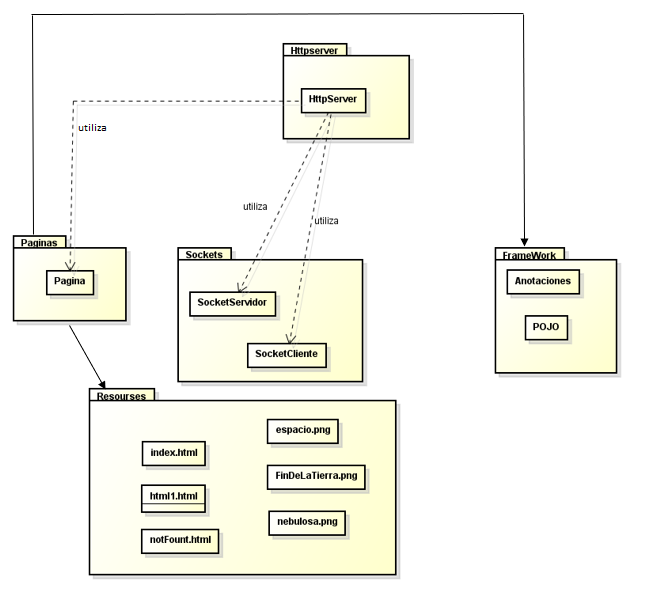 Httpserver
HttpServer
utiliza
utiliza
utiliza
Paginas
Pagina
Sockets
SocketServidor
SocketCliente
FrameWork
Anotaciones
POJO
Resourses
espacio.png
index.html
FinDeLaTierra.png
html1.html
nebulosa.png
notFount.html